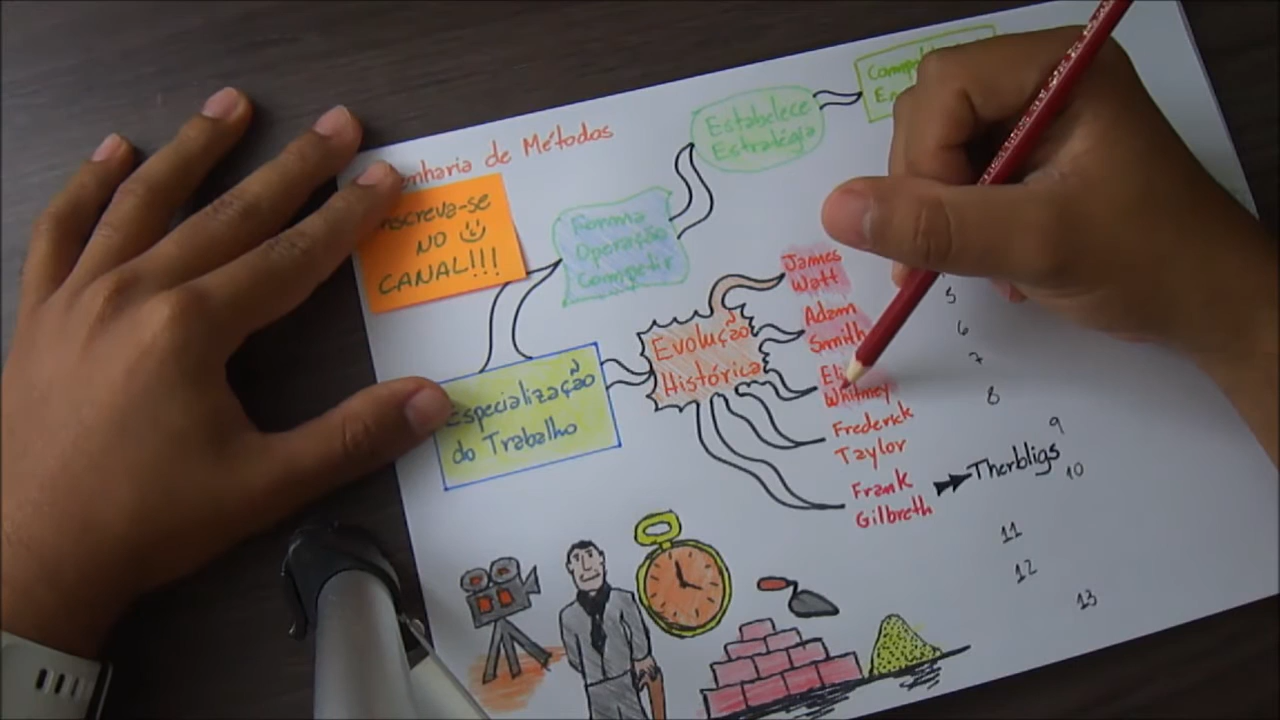 de Métodos
Inscreva-se
NO
CANAL!!!
Forma
Operação
Competir
Estabelece
Estratégia
Especialização
do Trabalho
Evolução
Histórica
James
Watt
Adam
Smith
Eli
Whitney
Frederick
Taylor
Frank
Gilbreth
Therbligs
5
6
7
8
9
10
11
12
13